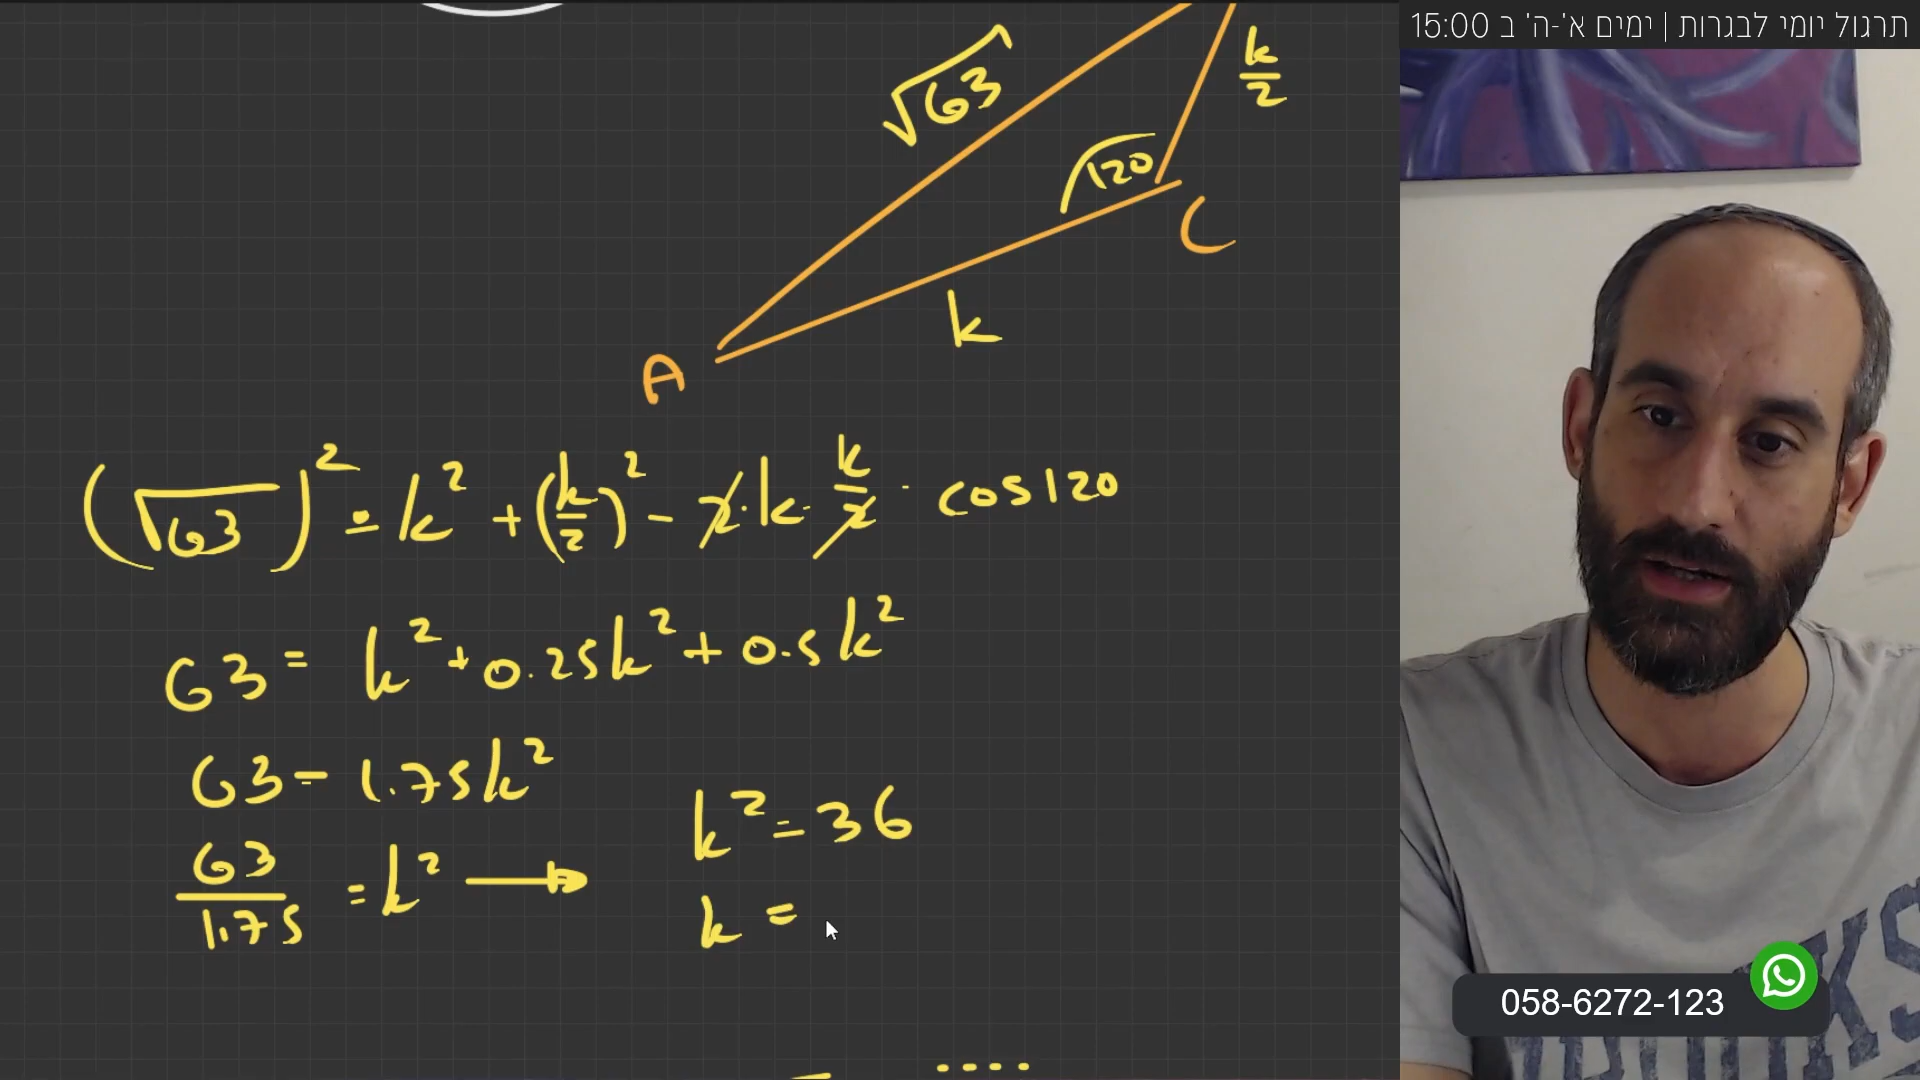 תרגול יומי לבגרות | ימים א'-ה' ב 15:00
√63
k/2
120
C
k
A
(√63)² = k² + (k/2)² - 2·k·k/2 · cos120
63 = k² + 0.25k² + 0.5k²
63 = 1.75k²
63/1.75 = k² →
k² = 36
k =
058-6272-123